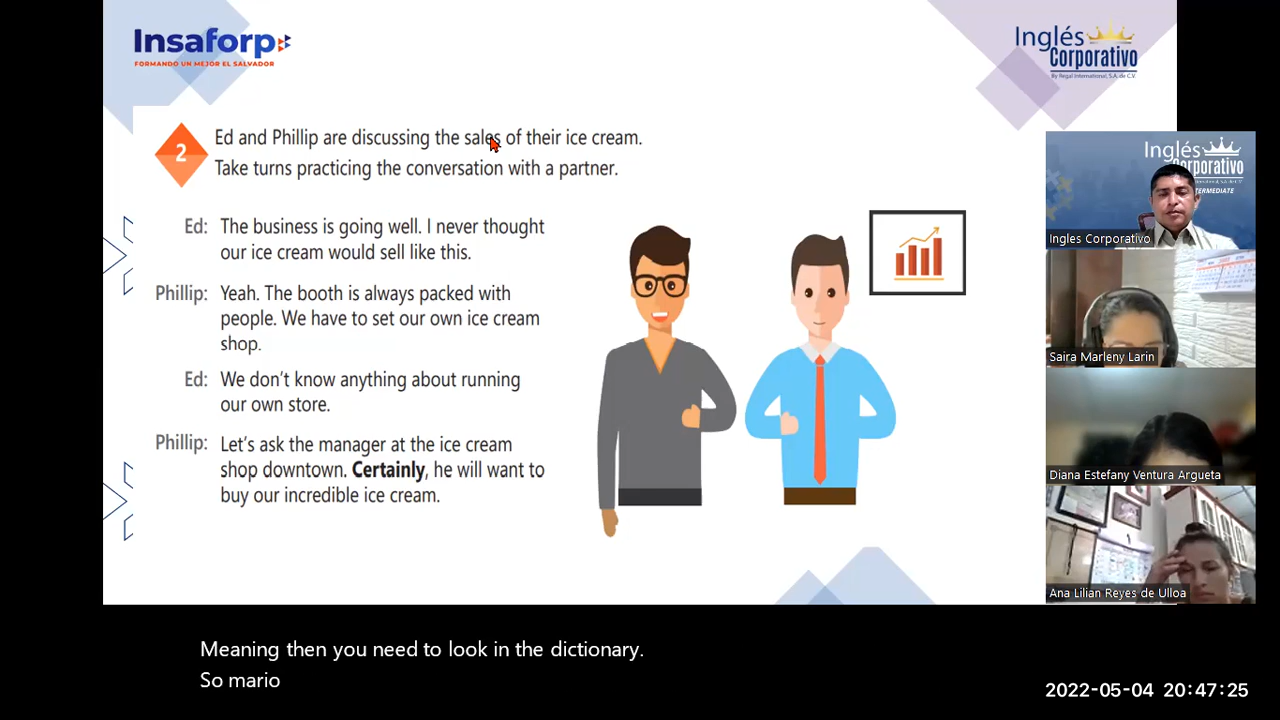 Insaforp
FORMANDO UN MEJOR EL SALVADOR
Inglés
Corporativo
By Regal International, S.A. de C.V.
2
Ed and Phillip are discussing the sales of their ice cream.
Take turns practicing the conversation with a partner.
Ed: The business is going well. I never thought
our ice cream would sell like this.
Phillip: Yeah. The booth is always packed with
people. We have to set our own ice cream
shop.
Ed: We don't know anything about running
our own store.
Phillip: Let's ask the manager at the ice cream
shop downtown. Certainly, he will want to
buy our incredible ice cream.
Inglés
Corporativo
Ingles Corporativo
Saira Marleny Larin
Diana Estefany Ventura Argueta
Ana Lilian Reyes de Ulloa
Meaning then you need to look in the dictionary.
So mario
2022-05-04 20:47:25